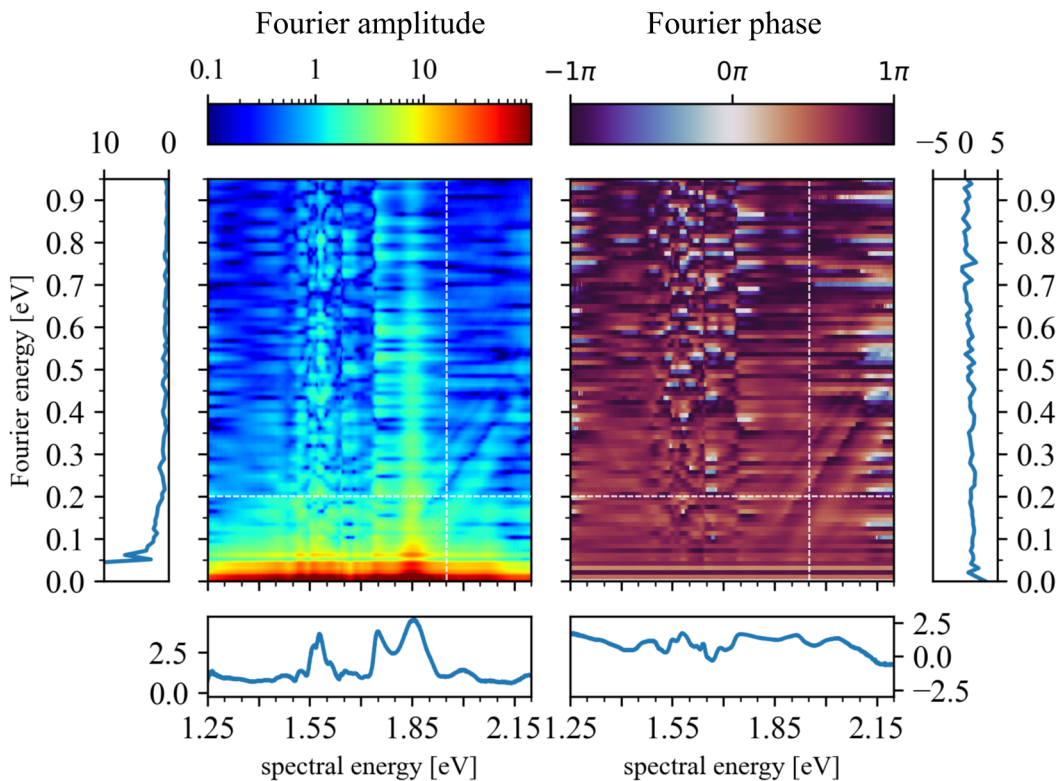 Fourier amplitude Fourier phase
0.1 1 10 −1π 0π 1π
10 0 −5 0 5
0.9 0.9
0.8 0.8
0.7 0.7
0.6 0.6
0.5 0.5
0.4 0.4
0.3 0.3
0.2 0.2
0.1 0.1
0.0 0.0
Fourier energy [eV]
2.5 2.5
0.0 0.0
−2.5
1.25 1.55 1.85 2.15 1.25 1.55 1.85 2.15
spectral energy [eV] spectral energy [eV]